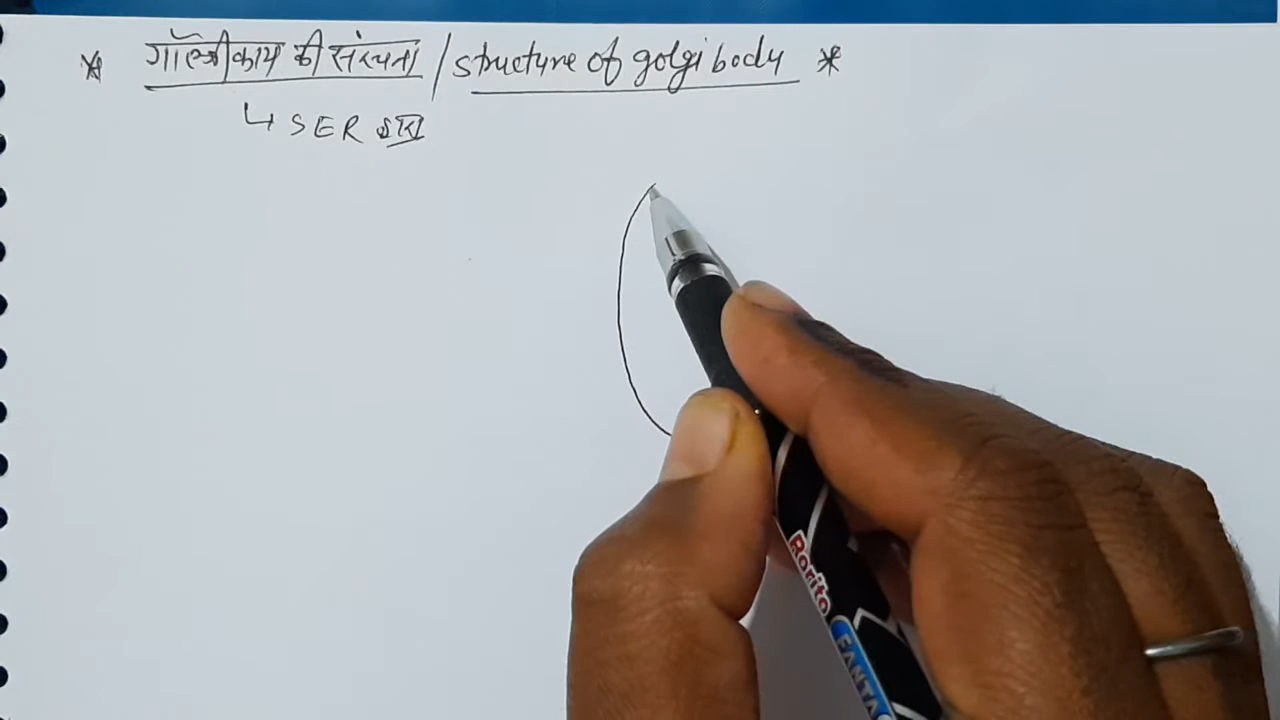 * गॉल्जीकाय की संरचना / structure of golgi body *
↳ SER द्वारा
Rorito
FANTA